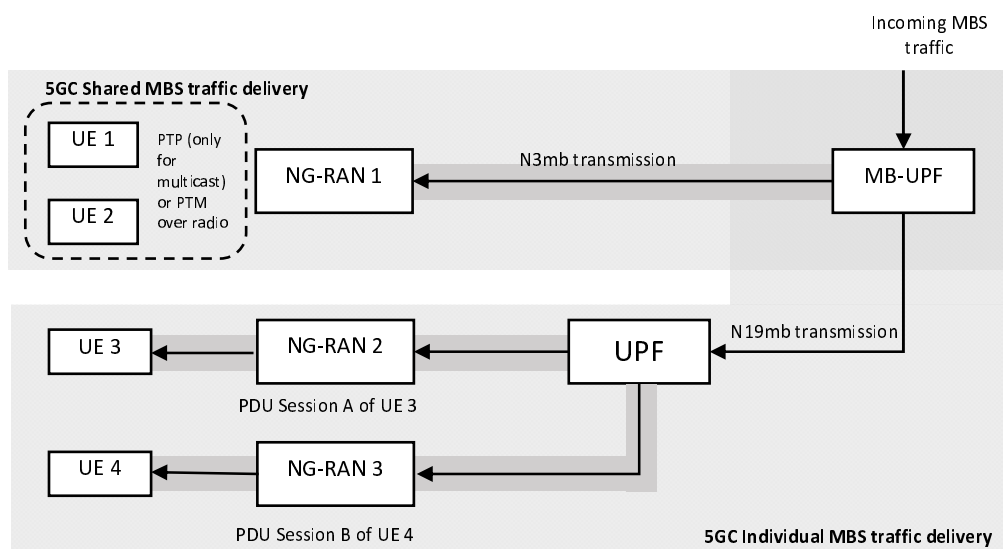 Incoming MBS
traffic
5GC Shared MBS traffic delivery
UE 1
UE 2
PTP (only
for
multicast)
or PTM
over radio
NG-RAN 1
N3mb transmission
MB-UPF
UE 3
NG-RAN 2
UPF
N19mb transmission
PDU Session A of UE 3
UE 4
NG-RAN 3
PDU Session B of UE 4
5GC Individual MBS traffic delivery